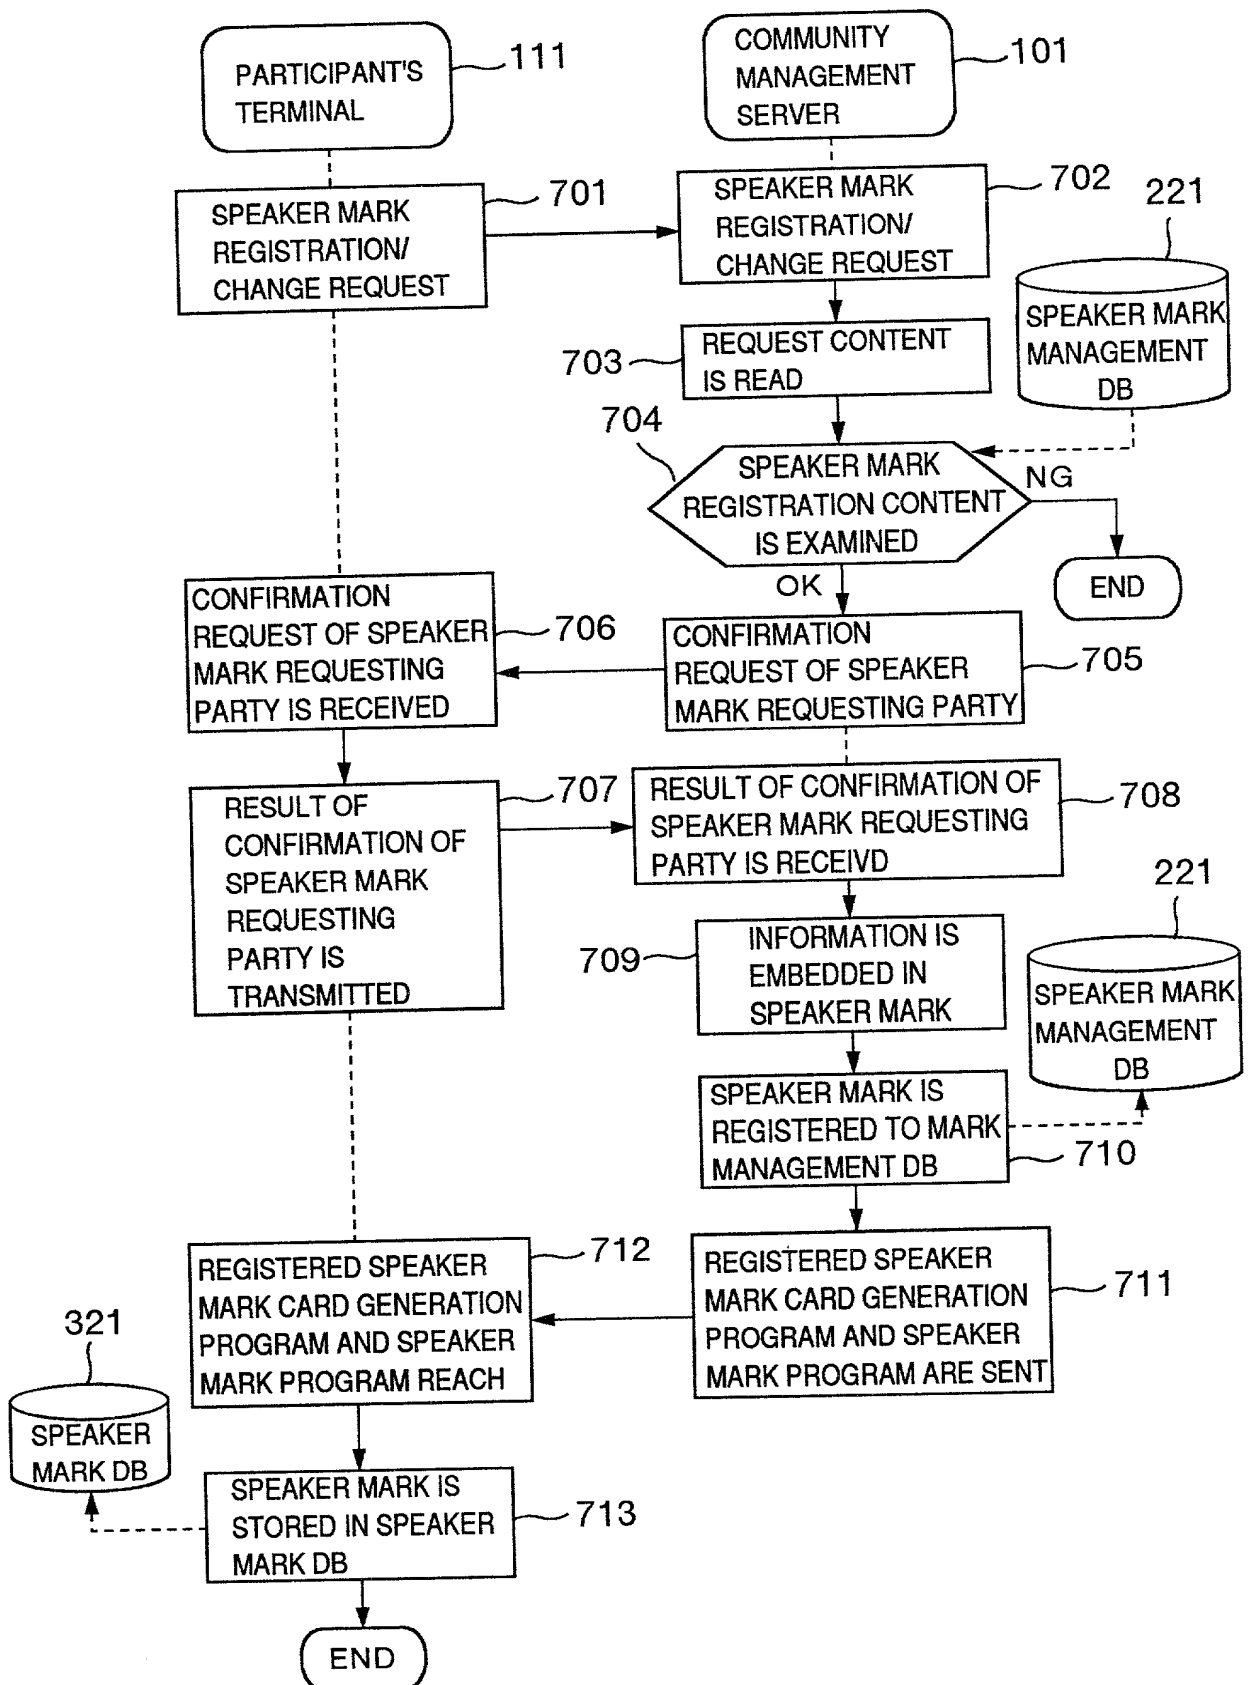 PARTICIPANT'S
TERMINAL
111
COMMUNITY
MANAGEMENT
SERVER
101
SPEAKER MARK
REGISTRATION/
CHANGE REQUEST
701
SPEAKER MARK
REGISTRATION/
CHANGE REQUEST
702
221
SPEAKER MARK
MANAGEMENT
DB
703
REQUEST CONTENT
IS READ
704
SPEAKER MARK
REGISTRATION CONTENT
IS EXAMINED
NG
END
OK
CONFIRMATION
REQUEST OF SPEAKER
MARK REQUESTING
PARTY IS RECEIVED
706
CONFIRMATION
REQUEST OF SPEAKER
MARK REQUESTING PARTY
705
RESULT OF
CONFIRMATION OF
SPEAKER MARK
REQUESTING
PARTY IS
TRANSMITTED
707
RESULT OF CONFIRMATION OF
SPEAKER MARK REQUESTING
PARTY IS RECEIVD
708
709
INFORMATION IS
EMBEDDED IN
SPEAKER MARK
221
SPEAKER MARK
MANAGEMENT
DB
SPEAKER MARK IS
REGISTERED TO MARK
MANAGEMENT DB
710
REGISTERED SPEAKER
MARK CARD GENERATION
PROGRAM AND SPEAKER
MARK PROGRAM REACH
712
REGISTERED SPEAKER
MARK CARD GENERATION
PROGRAM AND SPEAKER
MARK PROGRAM ARE SENT
711
321
SPEAKER
MARK DB
SPEAKER MARK IS
STORED IN SPEAKER
MARK DB
713
END